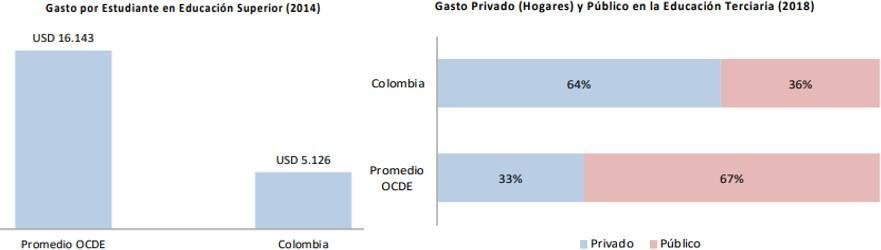 Gasto por Estudiante en Educación Superior (2014)
USD 16.143
USD 5.126
Promedio OCDE
Colombia
Gasto Privado (Hogares) y Público en la Educación Terciaria (2018)
Colombia
64%
36%
Promedio
OCDE
33%
67%
Privado
Público